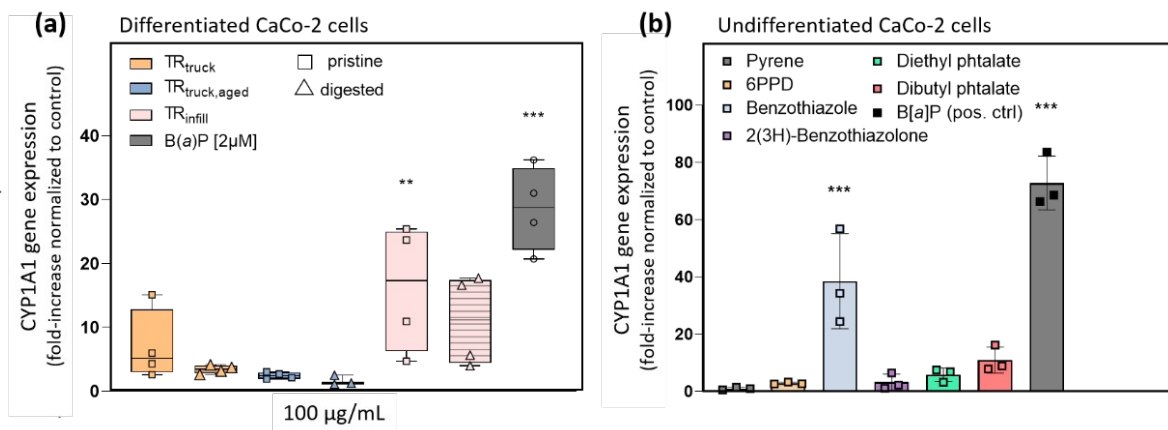 (a) Differentiated CaCo-2 cells
CYP1A1 gene expression
(fold-increase normalized to control)
TRtruck
TRtruck,aged
TRinfill
B(a)P [2µM]
pristine
digested
40
30
20
10
0
**
***
100 µg/mL
(b) Undifferentiated CaCo-2 cells
CYP1A1 gene expression
(fold-increase normalized to control)
Pyrene
6PPD
Benzothiazole
2(3H)-Benzothiazolone
Diethyl phtalate
Dibutyl phtalate
B[a]P (pos. ctrl)
100
80
60
40
20
0
***
***